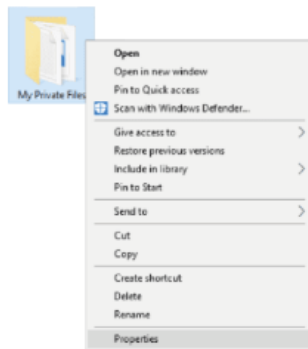 My Private Files
Open
Open in new window
Pin to Quick access
Scan with Windows Defender...
Give access to
Restore previous versions
Include in library
Pin to Start
Send to
Cut
Copy
Create shortcut
Delete
Rename
Properties